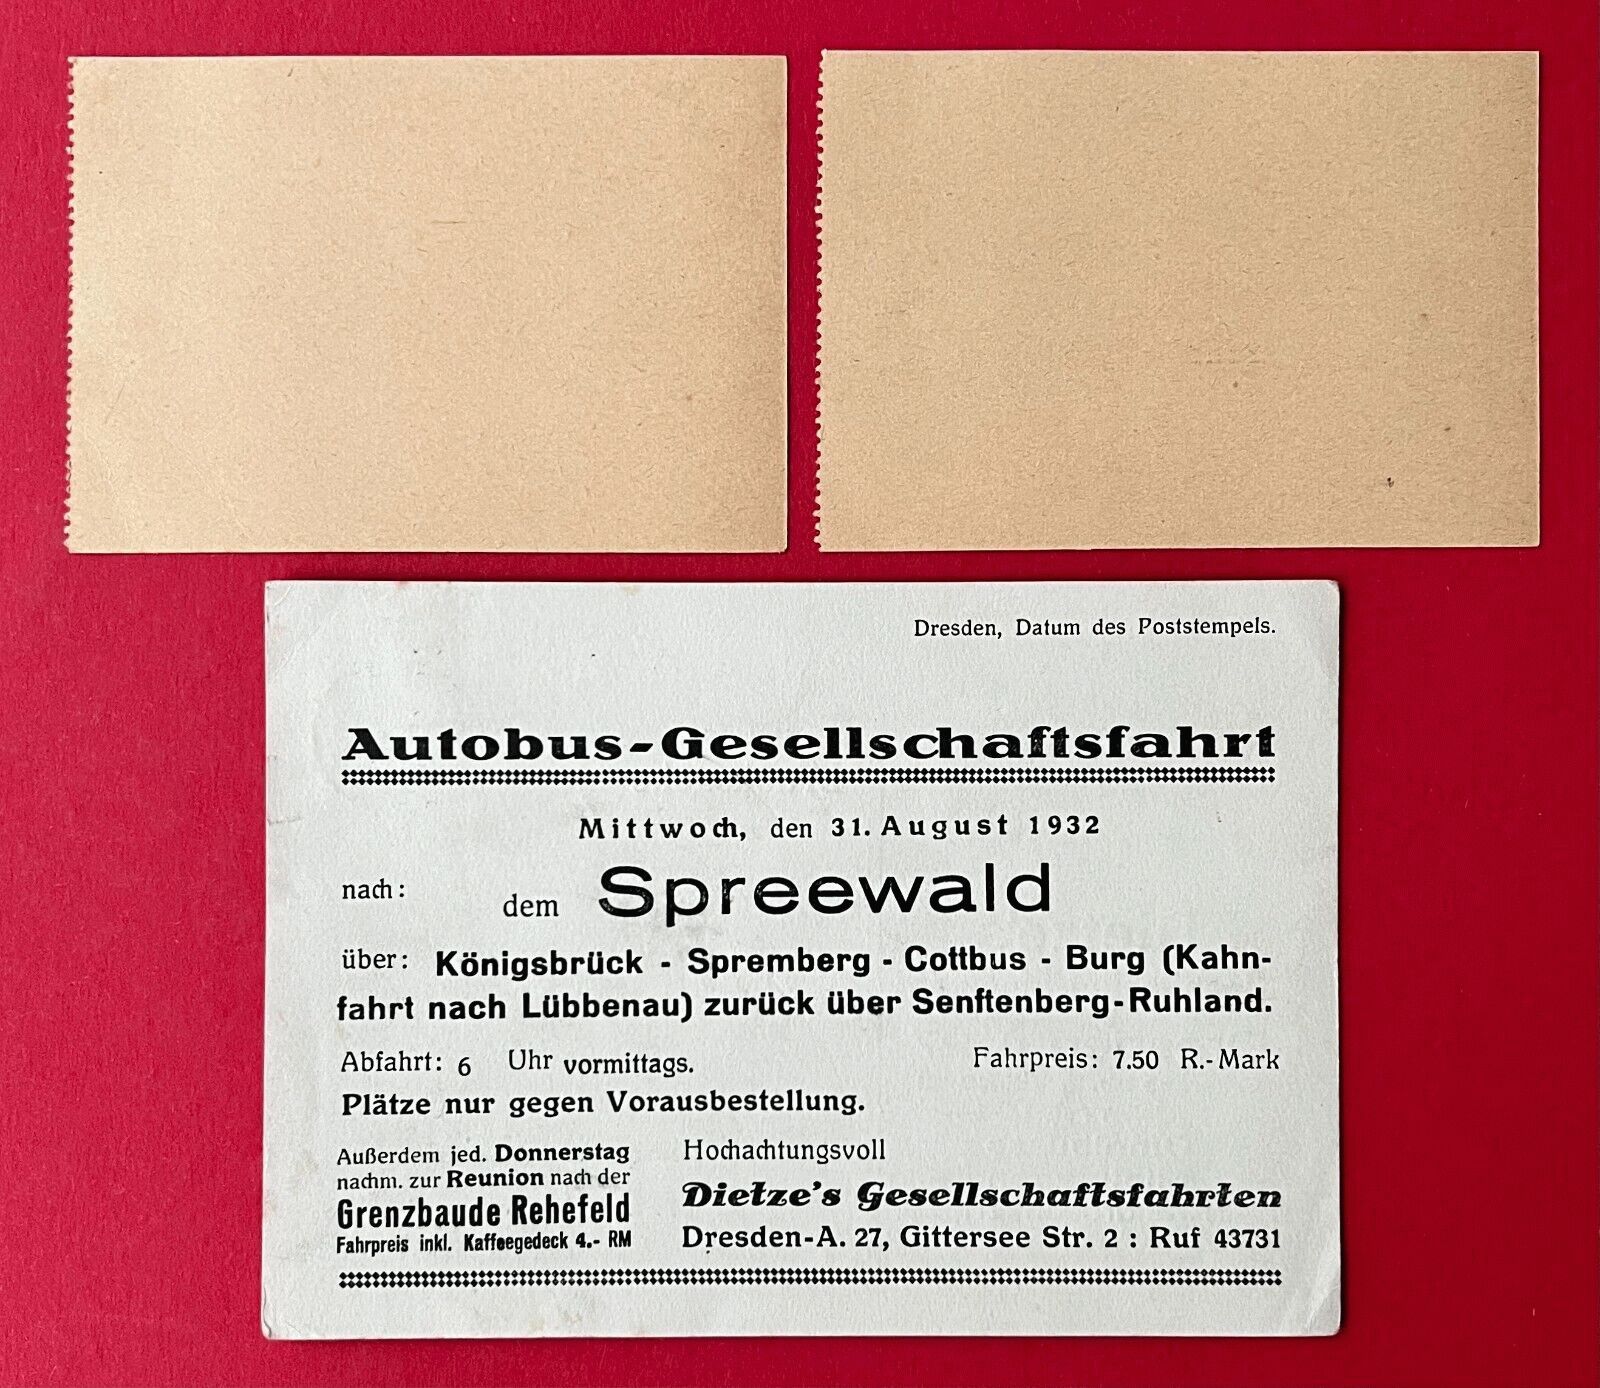 Dresden, Datum des Poststempels.
Autobus-Gesellschaftsfahrt
Mittwoch, den 31. August 1932
nach: dem Spreewald
über: Königsbrück - Spremberg - Cottbus - Burg (Kahn-
fahrt nach Lübbenau) zurück über Senftenberg-Ruhland.
Abfahrt: 6 Uhr vormittags. Fahrpreis: 7.50 R.-Mark
Plätze nur gegen Vorausbestellung.
Außerdem jed. Donnerstag
nachm. zur Reunion nach der
Grenzbaude Rehefeld
Fahrpreis inkl. Kaffeegedeck 4.- RM
Hochachtungsvoll
Dietze's Gesellschaftsfahrten
Dresden-A. 27, Gittersee Str. 2 : Ruf 43731